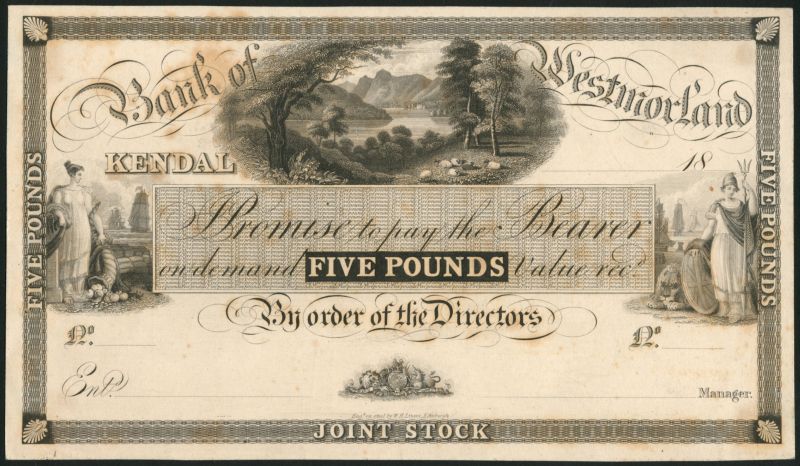 Bank of Westmorland
KENDAL 18
I Promise to pay the Bearer
on demand FIVE POUNDS Value recd.
By order of the Directors
No. No.
Entd. Manager.
JOINT STOCK
FIVE POUNDS
FIVE POUNDS